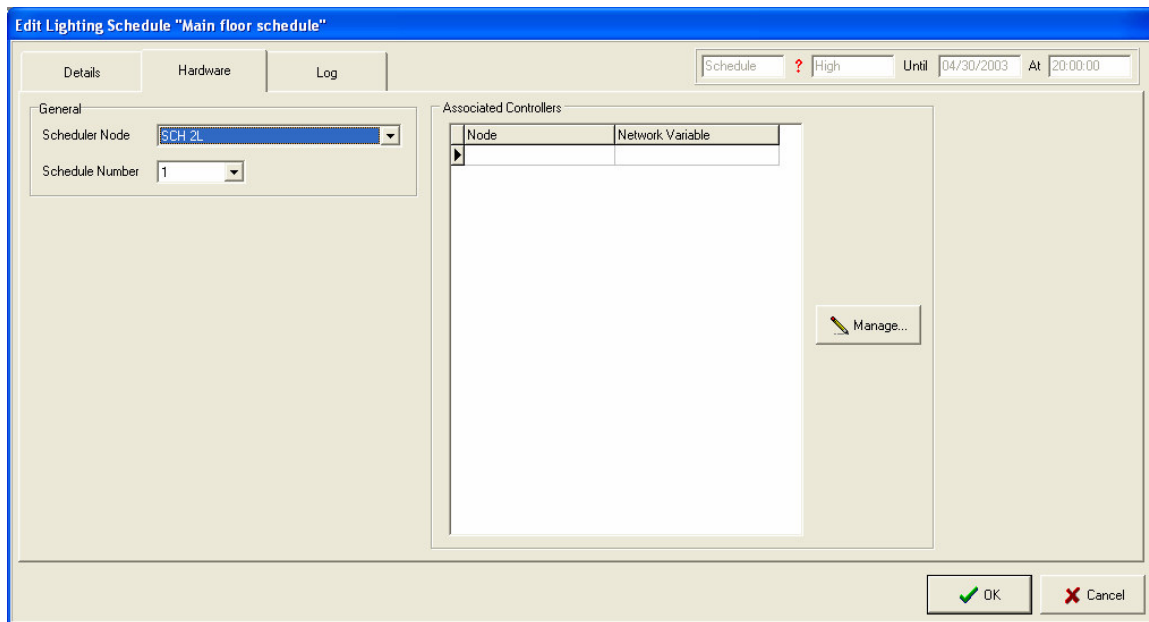 Edit Lighting Schedule "Main floor schedule"
Details Hardware Log Schedule ? High Until 04/30/2003 At 20:00:00
General
Scheduler Node SCH 2L
Schedule Number 1
Associated Controllers
Node Network Variable
Manage...
OK Cancel